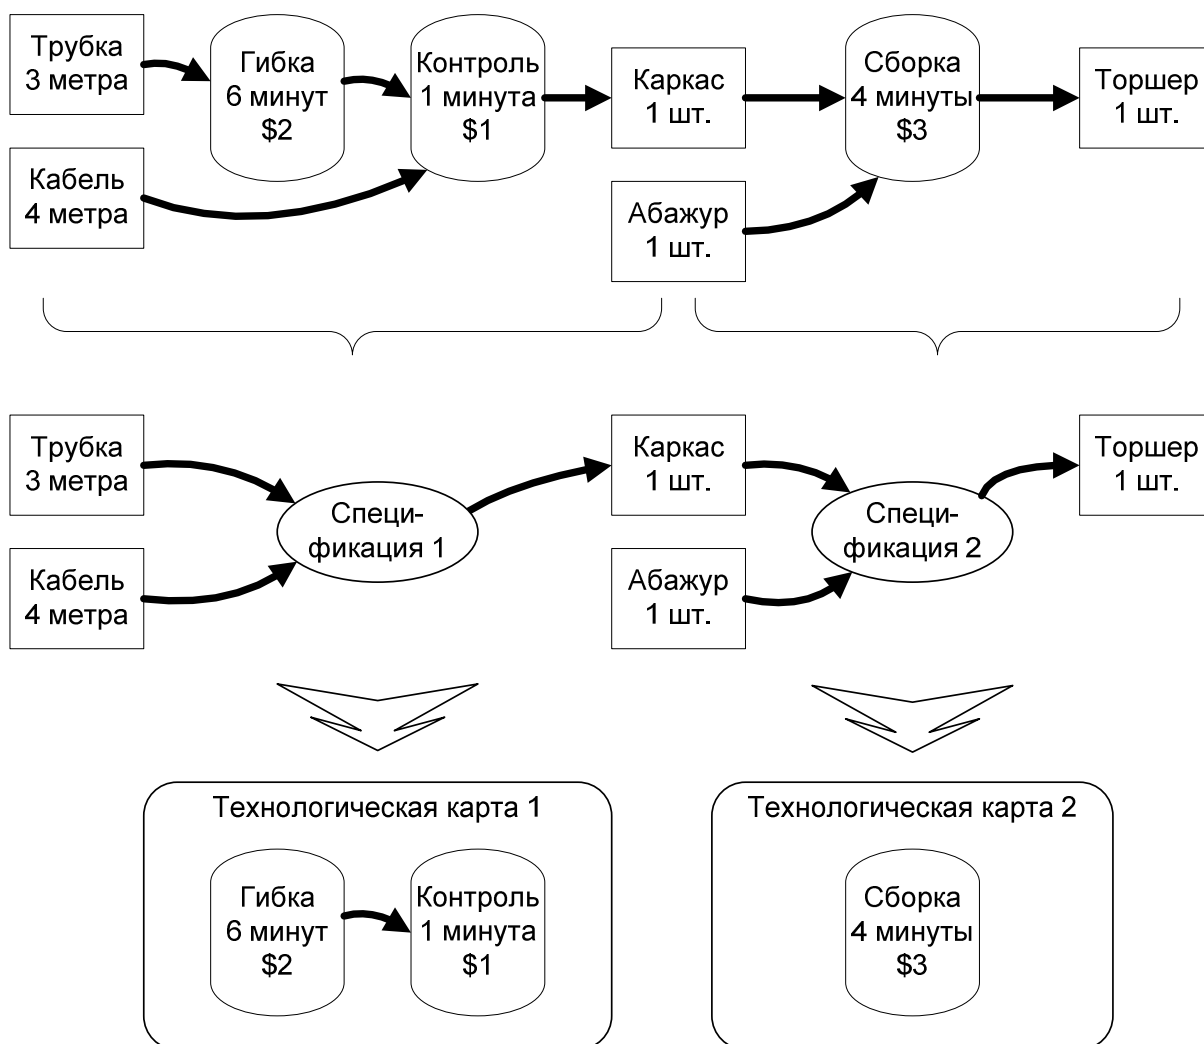 Трубка
3 метра
Гибка
6 минут
$2
Контроль
1 минута
$1
Каркас
1 шт.
Сборка
4 минуты
$3
Торшер
1 шт.
Кабель
4 метра
Абажур
1 шт.
Трубка
3 метра
Специ-
фикация 1
Каркас
1 шт.
Специ-
фикация 2
Торшер
1 шт.
Кабель
4 метра
Абажур
1 шт.
Технологическая карта 1
Гибка
6 минут
$2
Контроль
1 минута
$1
Технологическая карта 2
Сборка
4 минуты
$3